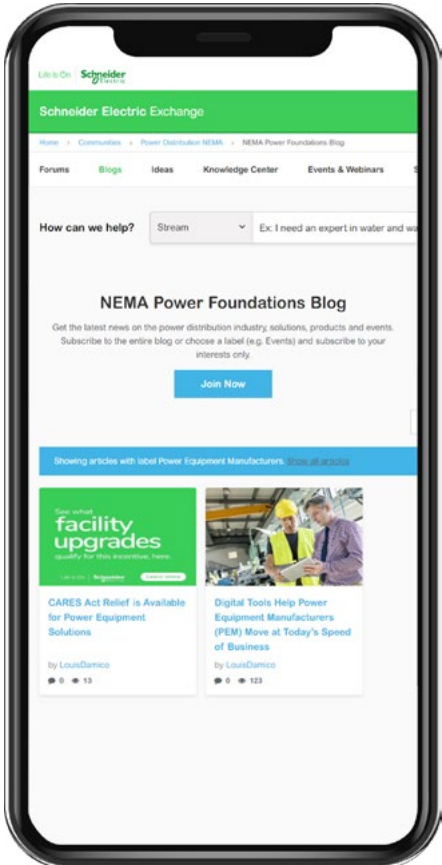 Life Is On | Schneider Electric
Schneider Electric Exchange
Home › Communities › Power Distribution NEMA › NEMA Power Foundations Blog
Forums Blogs Ideas Knowledge Center Events & Webinars S
How can we help? Stream Ex: I need an expert in water and wa
NEMA Power Foundations Blog
Get the latest news on the power distribution industry, solutions, products and events.
Subscribe to the entire blog or choose a label (e.g. Events) and subscribe to your
interests only.
Join Now
Showing articles with label Power Equipment Manufacturers. Show all articles
See what
facility
upgrades
qualify for this incentive, here.
Life Is On | Schneider Electric
CARES Act Relief is Available
for Power Equipment
Solutions
by LouisDamico
0 13
Digital Tools Help Power
Equipment Manufacturers
(PEM) Move at Today's Speed
of Business
by LouisDamico
0 123